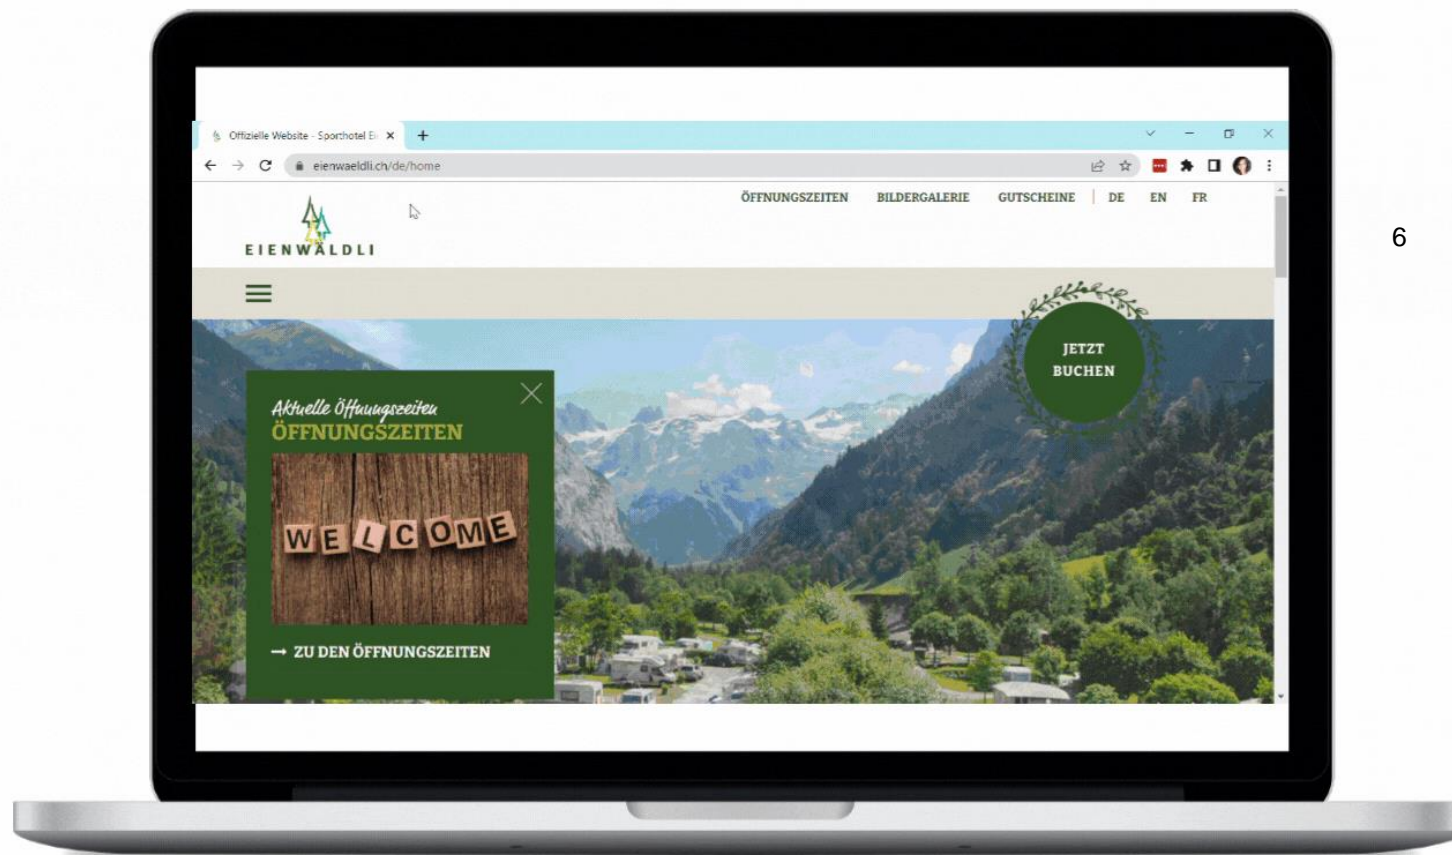 Offizielle Website - Sporthotel Ei
eienwaeldli.ch/de/home
ÖFFNUNGSZEITEN BILDERGALERIE GUTSCHEINE DE EN FR
EIENWÄLDLI
6
JETZT
BUCHEN
Aktuelle Öffnungszeiten
ÖFFNUNGSZEITEN
WELCOME
→ ZU DEN ÖFFNUNGSZEITEN